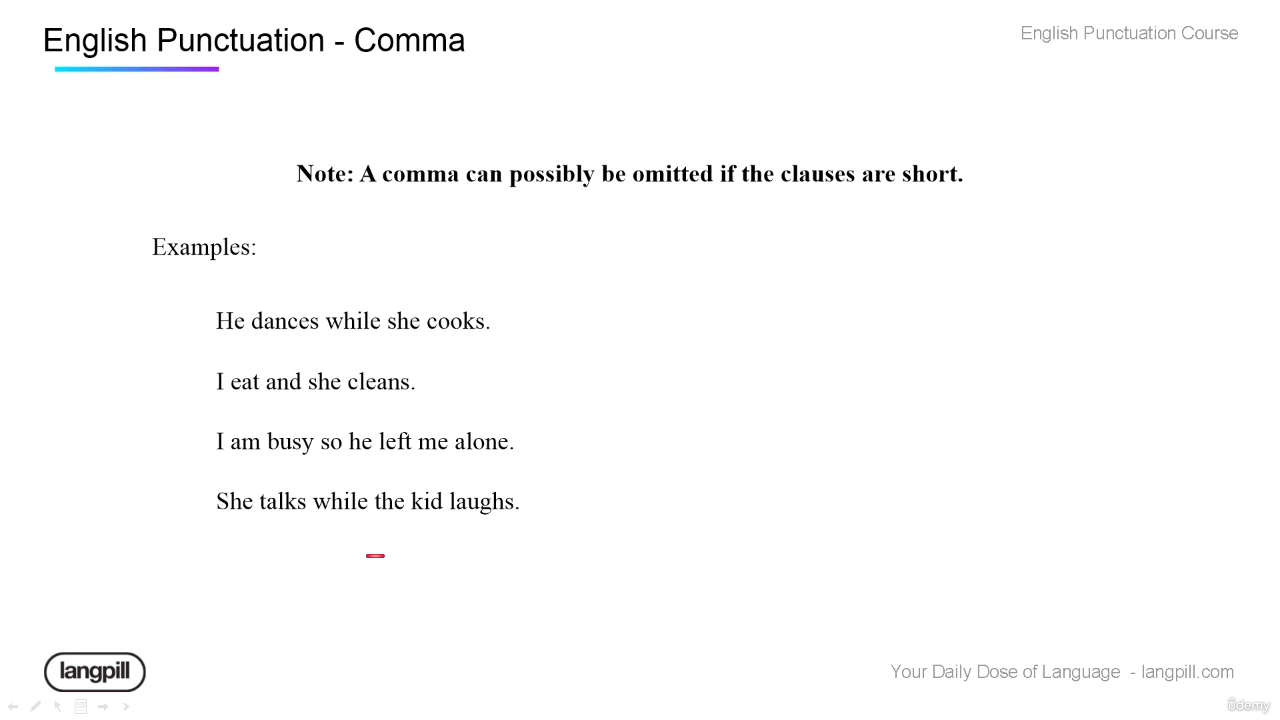 English Punctuation - Comma
English Punctuation Course
Note: A comma can possibly be omitted if the clauses are short.
Examples:
He dances while she cooks.
I eat and she cleans.
I am busy so he left me alone.
She talks while the kid laughs.
langpill
Your Daily Dose of Language - langpill.com
ûdemy